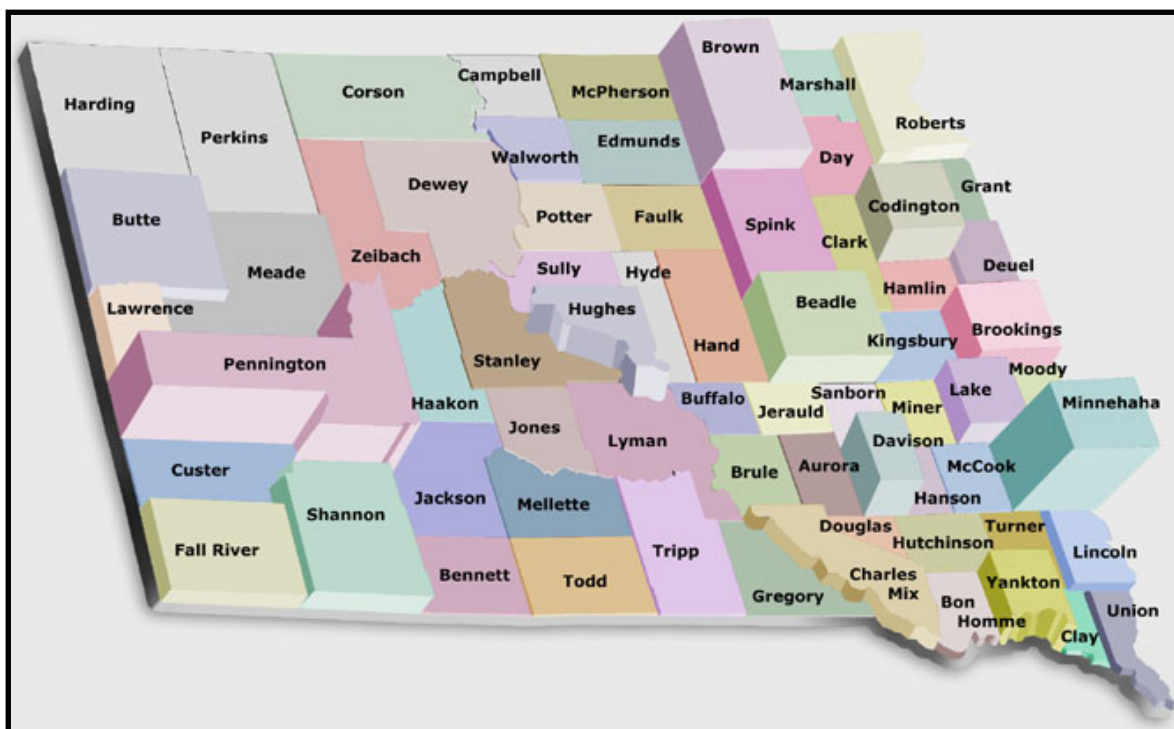 Brown
Campbell
Marshall
Harding
Corson
McPherson
Roberts
Perkins
Edmunds
Walworth
Day
Dewey
Grant
Butte
Potter
Faulk
Spink
Codington
Clark
Zeibach
Meade
Sully
Hyde
Deuel
Lawrence
Hughes
Beadle
Hamlin
Brookings
Kingsbury
Stanley
Hand
Pennington
Moody
Haakon
Buffalo
Sanborn
Lake
Jerauld
Miner
Minnehaha
Jones
Lyman
Davison
Custer
Brule
Aurora
McCook
Jackson
Mellette
Hanson
Shannon
Douglas
Turner
Hutchinson
Fall River
Tripp
Lincoln
Bennett
Todd
Charles
Mix
Yankton
Gregory
Bon
Homme
Union
Clay